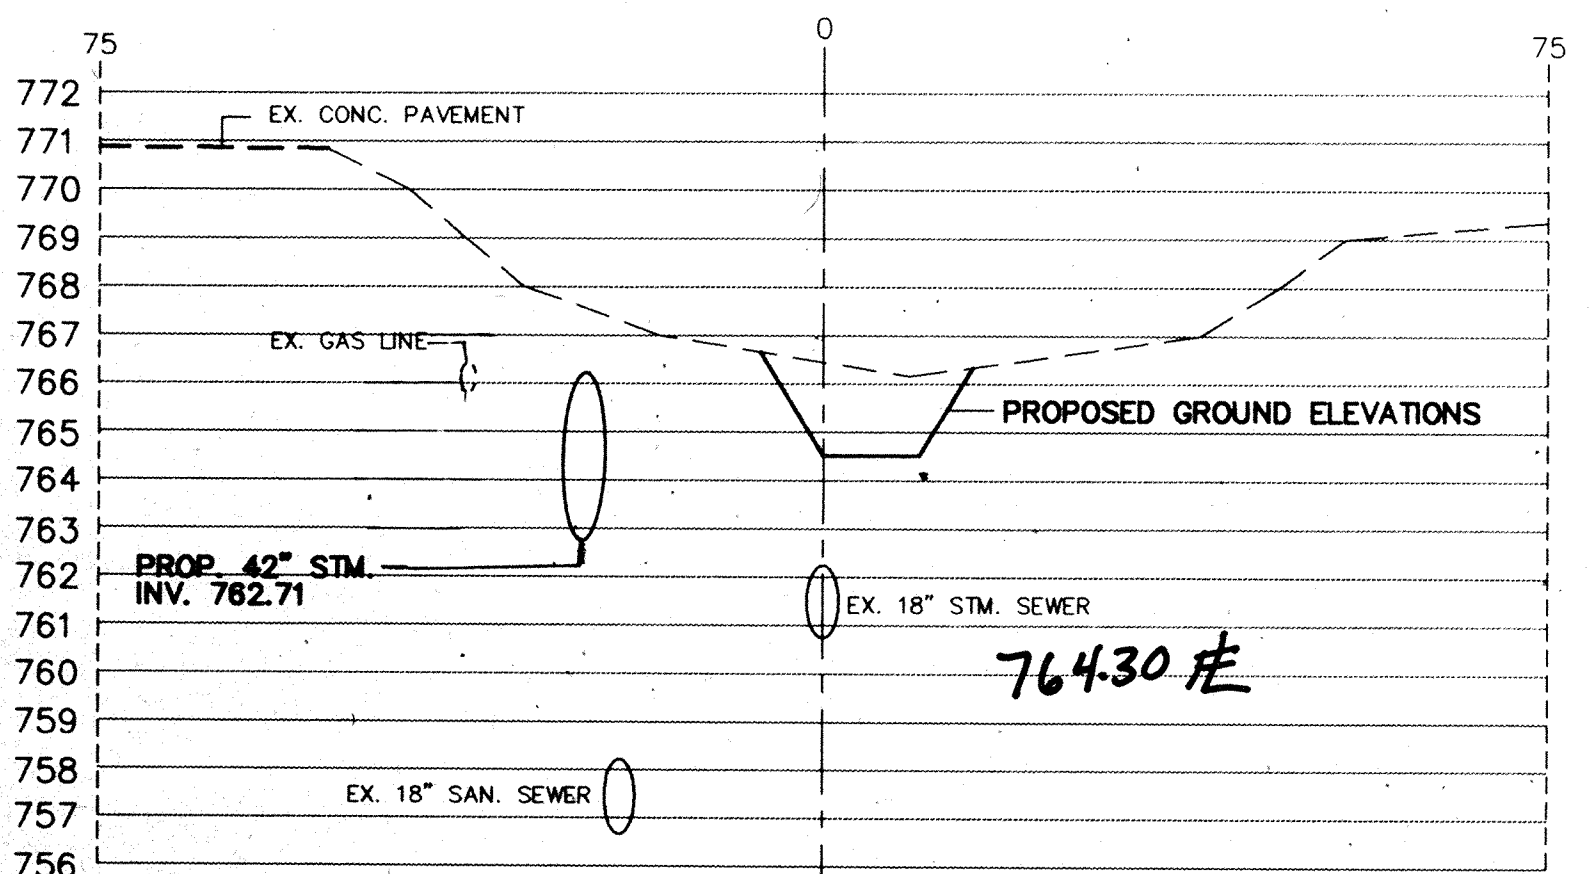 75 0 75
772
EX. CONC. PAVEMENT
771
770
769
768
767
EX. GAS LINE
766
PROPOSED GROUND ELEVATIONS
765
764
763
PROP. 42" STM.
762
INV. 762.71
EX. 18" STM. SEWER
761
764.30
760
759
758
EX. 18" SAN. SEWER
757
756